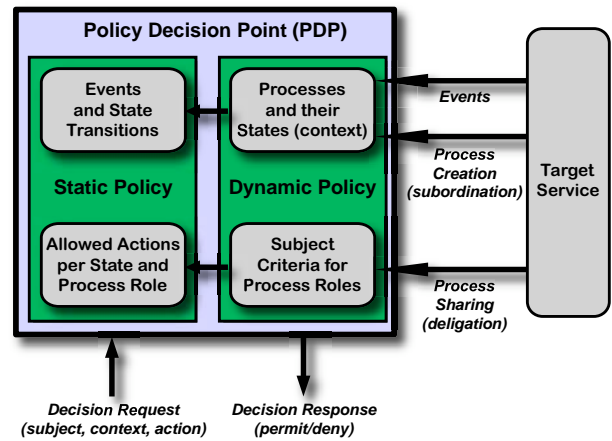 Policy Decision Point (PDP)
Events
and State
Transitions
Processes
and their
States (context)
Static Policy
Dynamic Policy
Allowed Actions
per State and
Process Role
Subject
Criteria for
Process Roles
Events
Process
Creation
(subordination)
Process
Sharing
(deligation)
Target
Service
Decision Request
(subject, context, action)
Decision Response
(permit/deny)